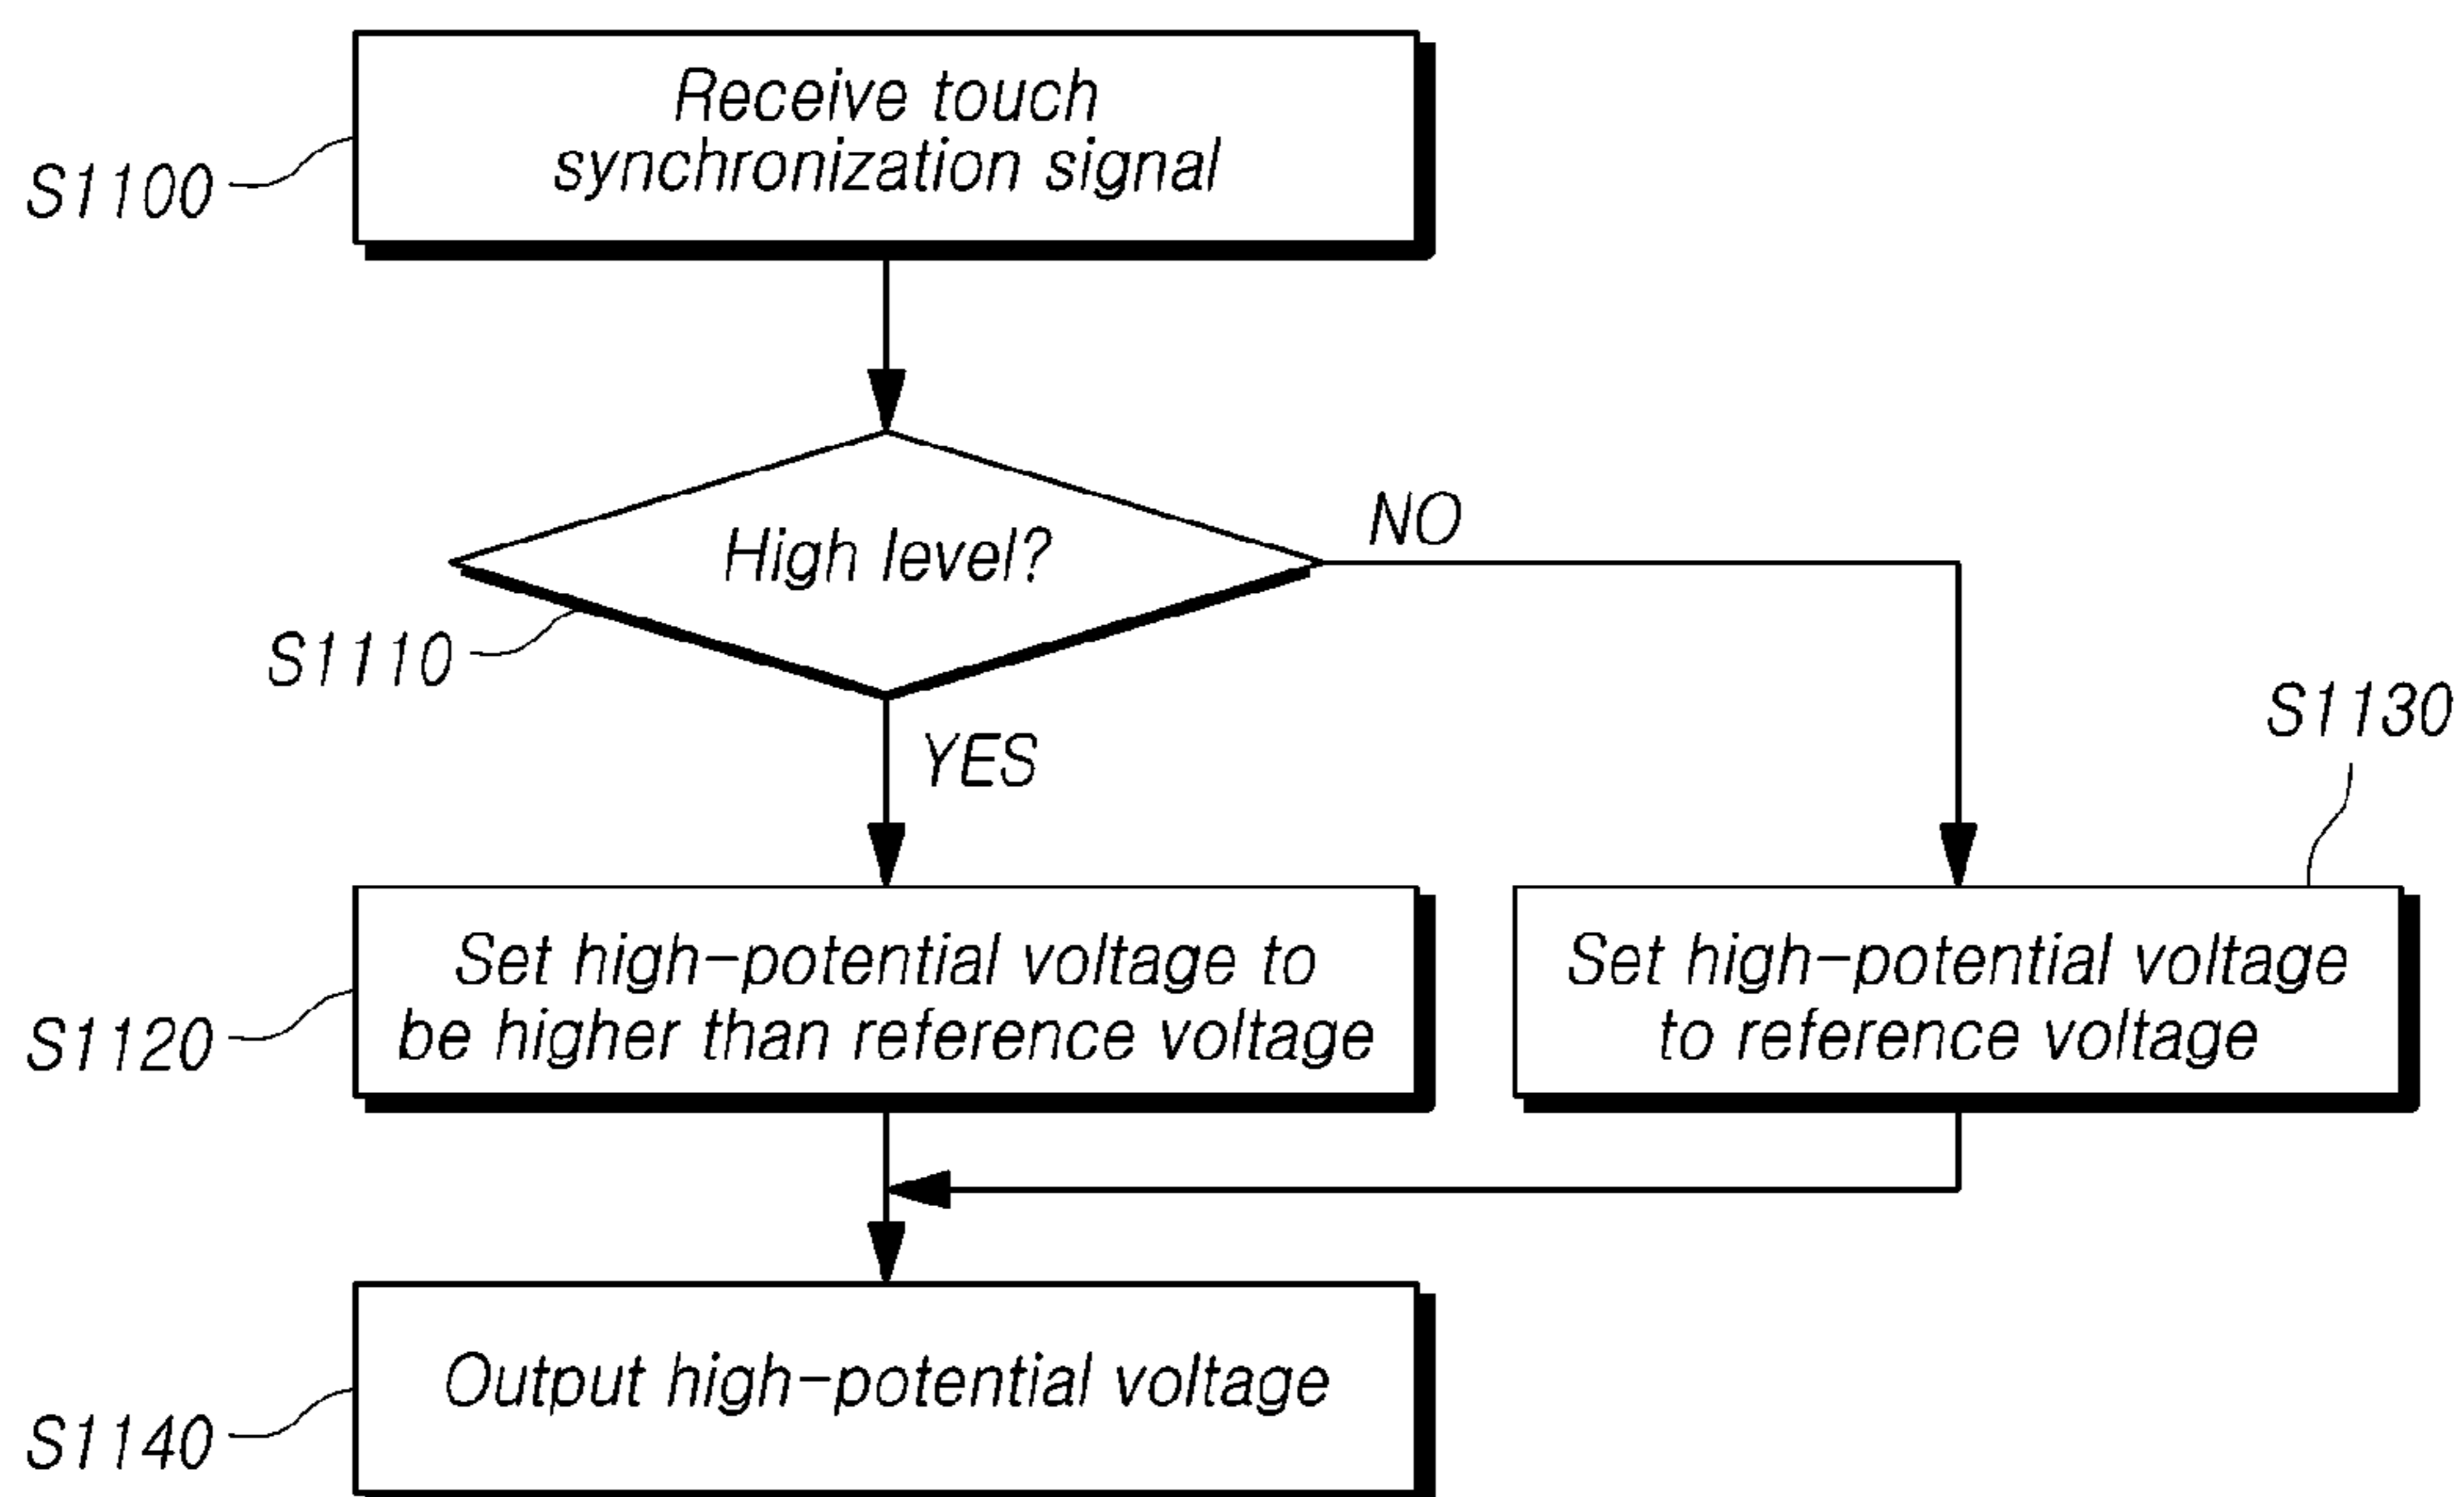 Receive touch
synchronization signal
S1100
High level?
NO
S1110
YES
S1130
Set high-potential voltage to
be higher than reference voltage
S1120
Set high-potential voltage
to reference voltage
Output high-potential voltage
S1140